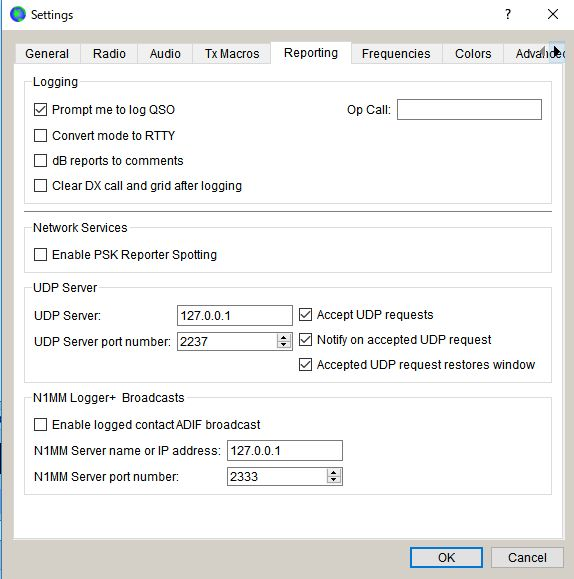 Settings
General Radio Audio Tx Macros Reporting Frequencies Colors Advanced
Logging
Prompt me to log QSO Op Call:
Convert mode to RTTY
dB reports to comments
Clear DX call and grid after logging
Network Services
Enable PSK Reporter Spotting
UDP Server
UDP Server: 127.0.0.1 Accept UDP requests
UDP Server port number: 2237 Notify on accepted UDP request
Accepted UDP request restores window
N1MM Logger+ Broadcasts
Enable logged contact ADIF broadcast
N1MM Server name or IP address: 127.0.0.1
N1MM Server port number: 2333
OK Cancel